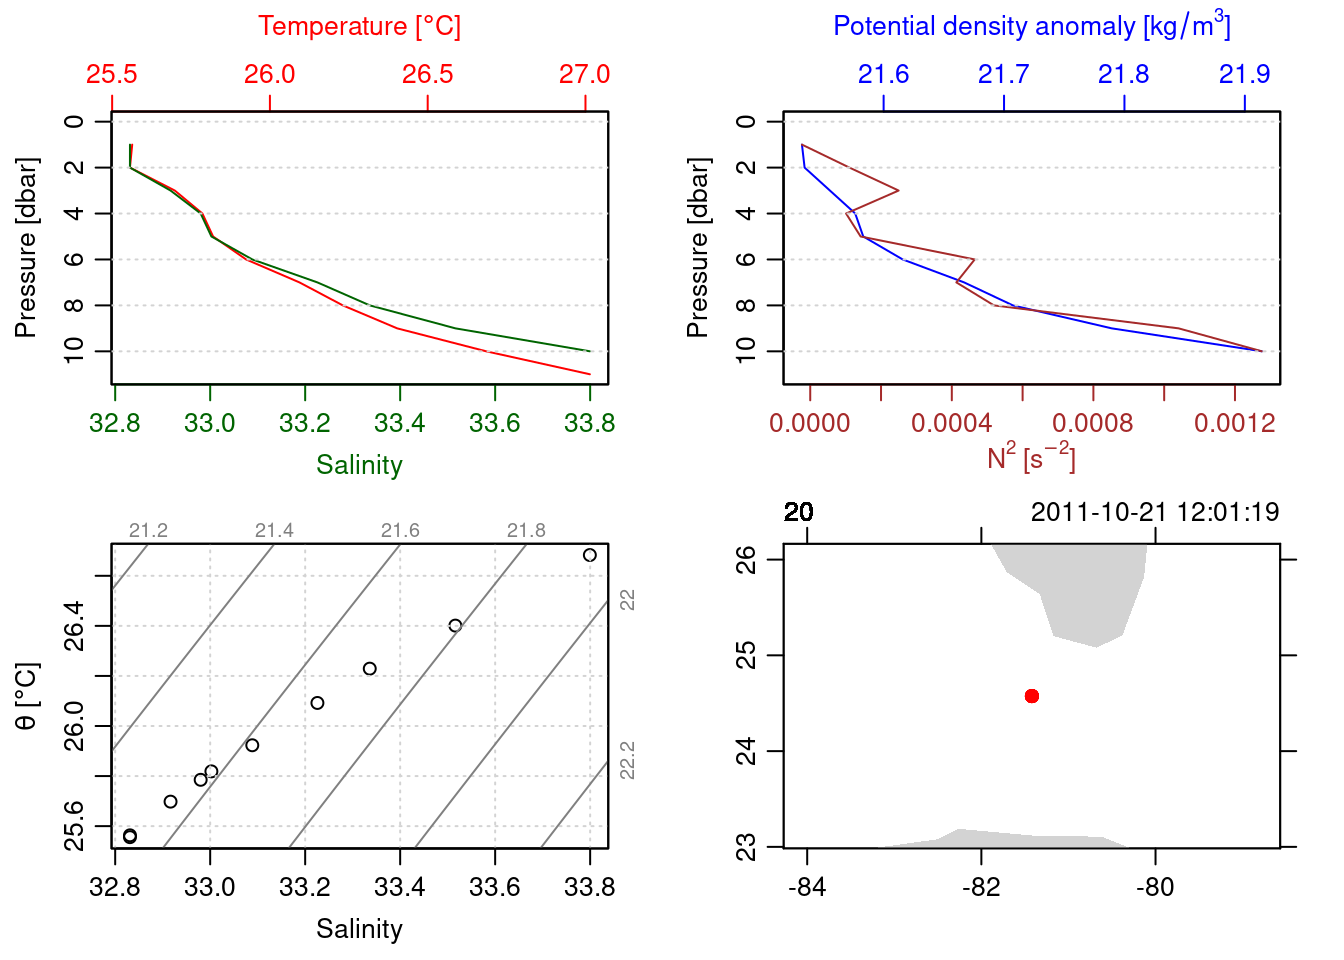 Temperature [°C]
25.5 26.0 26.5 27.0
Pressure [dbar]
0 2 4 6 8 10
32.8 33.0 33.2 33.4 33.6 33.8
Salinity
Potential density anomaly [kg/m³]
21.6 21.7 21.8 21.9
Pressure [dbar]
0 2 4 6 8 10
0.0000 0.0004 0.0008 0.0012
N² [s⁻²]
21.2 21.4 21.6 21.8
22
22.2
θ [°C]
25.6 26.0 26.4
32.8 33.0 33.2 33.4 33.6 33.8
Salinity
20 2011-10-21 12:01:19
26
25
24
23
-84 -82 -80